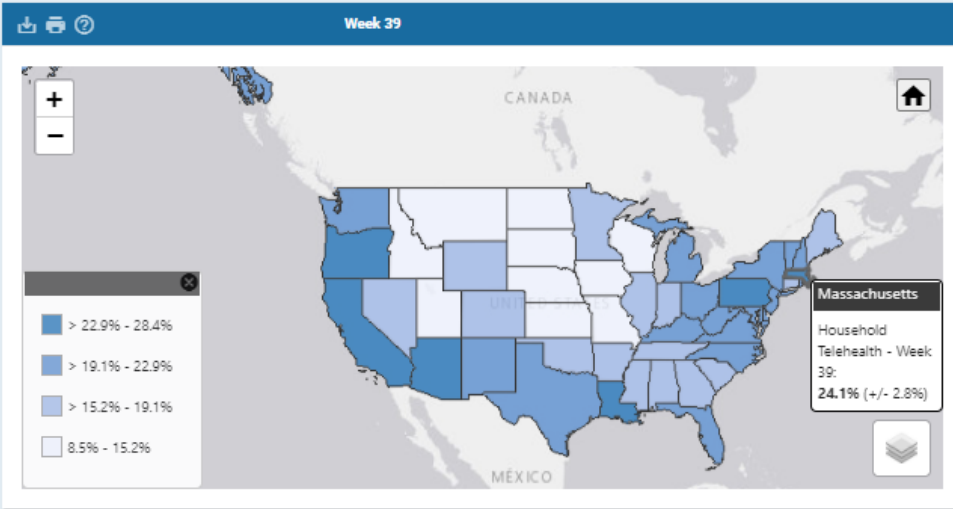 Week 39
+
−
CANADA
UNITED STATES
MÉXICO
> 22.9% - 28.4%
> 19.1% - 22.9%
> 15.2% - 19.1%
8.5% - 15.2%
Massachusetts
Household
Telehealth - Week
39:
24.1% (+/- 2.8%)